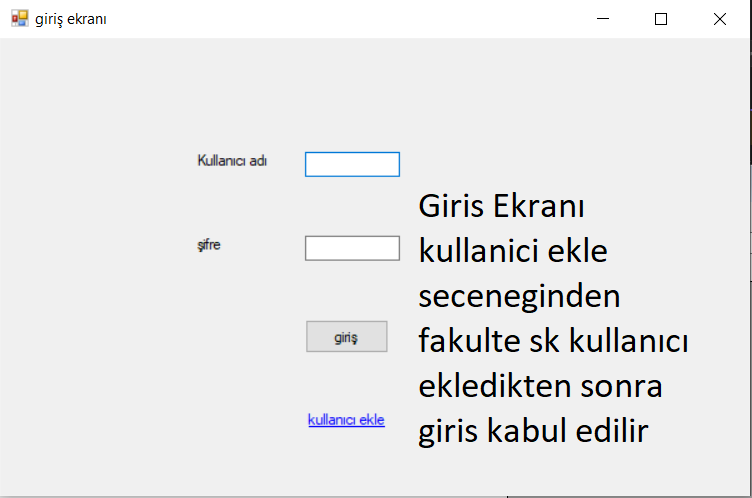 giriş ekranı
Kullanıcı adı
şifre
giriş
kullanıcı ekle
Giris Ekranı
kullanici ekle
seceneginden
fakulte sk kullanıcı
ekledikten sonra
giris kabul edilir